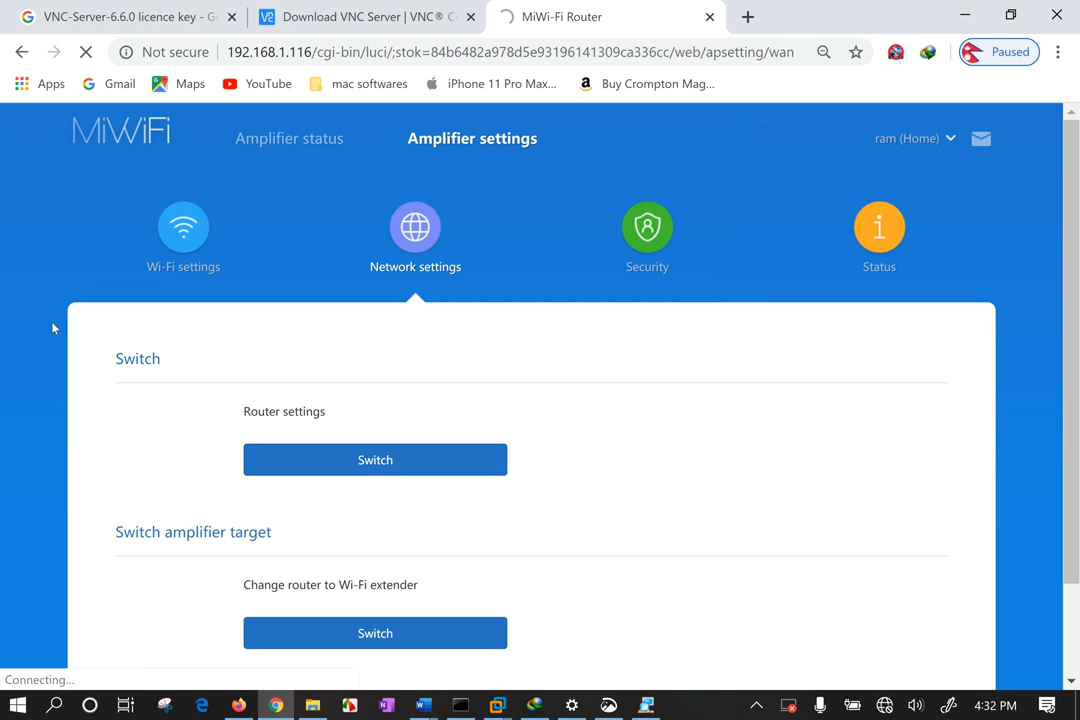 VNC-Server-6.6.0 licence key - Go
Download VNC Server | VNC® Co
MiWi-Fi Router
Not secure
192.168.1.116/cgi-bin/luci/;stok=84b6482a978d5e93196141309ca336cc/web/apsetting/wan
Paused
Apps
Gmail
Maps
YouTube
mac softwares
iPhone 11 Pro Max...
Buy Crompton Mag...
MiWiFi
Amplifier status
Amplifier settings
ram (Home)
Wi-Fi settings
Network settings
Security
Status
Switch
Router settings
Switch
Switch amplifier target
Change router to Wi-Fi extender
Switch
Connecting...
4:32 PM